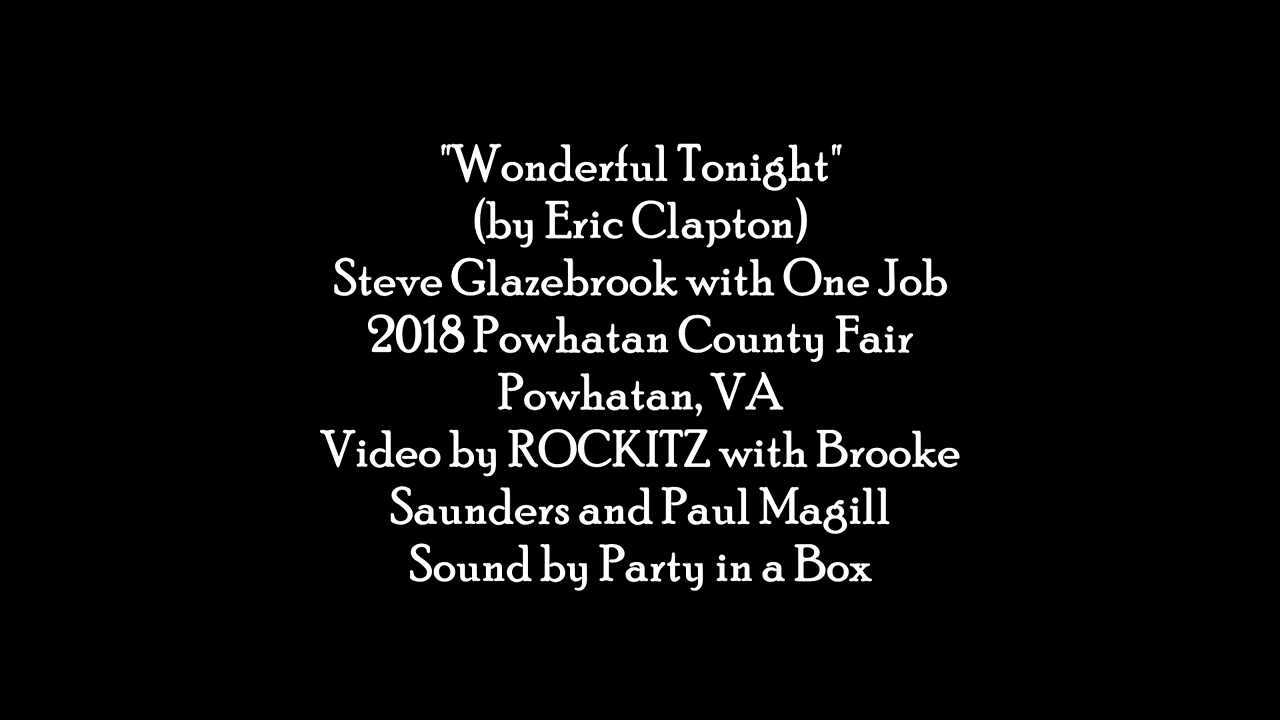 "Wonderful Tonight"
(by Eric Clapton)
Steve Glazebrook with One Job
2018 Powhatan County Fair
Powhatan, VA
Video by ROCKITZ with Brooke
Saunders and Paul Magill
Sound by Party in a Box